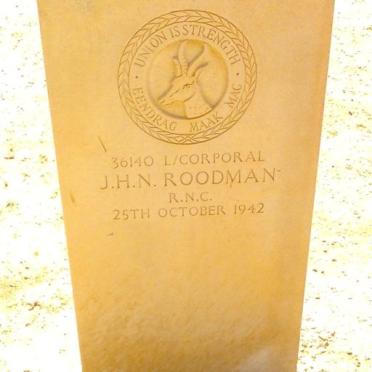 · UNION IS STRENGTH ·
EENDRAG MAAK MAG
36140 L/CORPORAL
J.H.N. ROODMAN
R.N.C.
25TH OCTOBER 1942